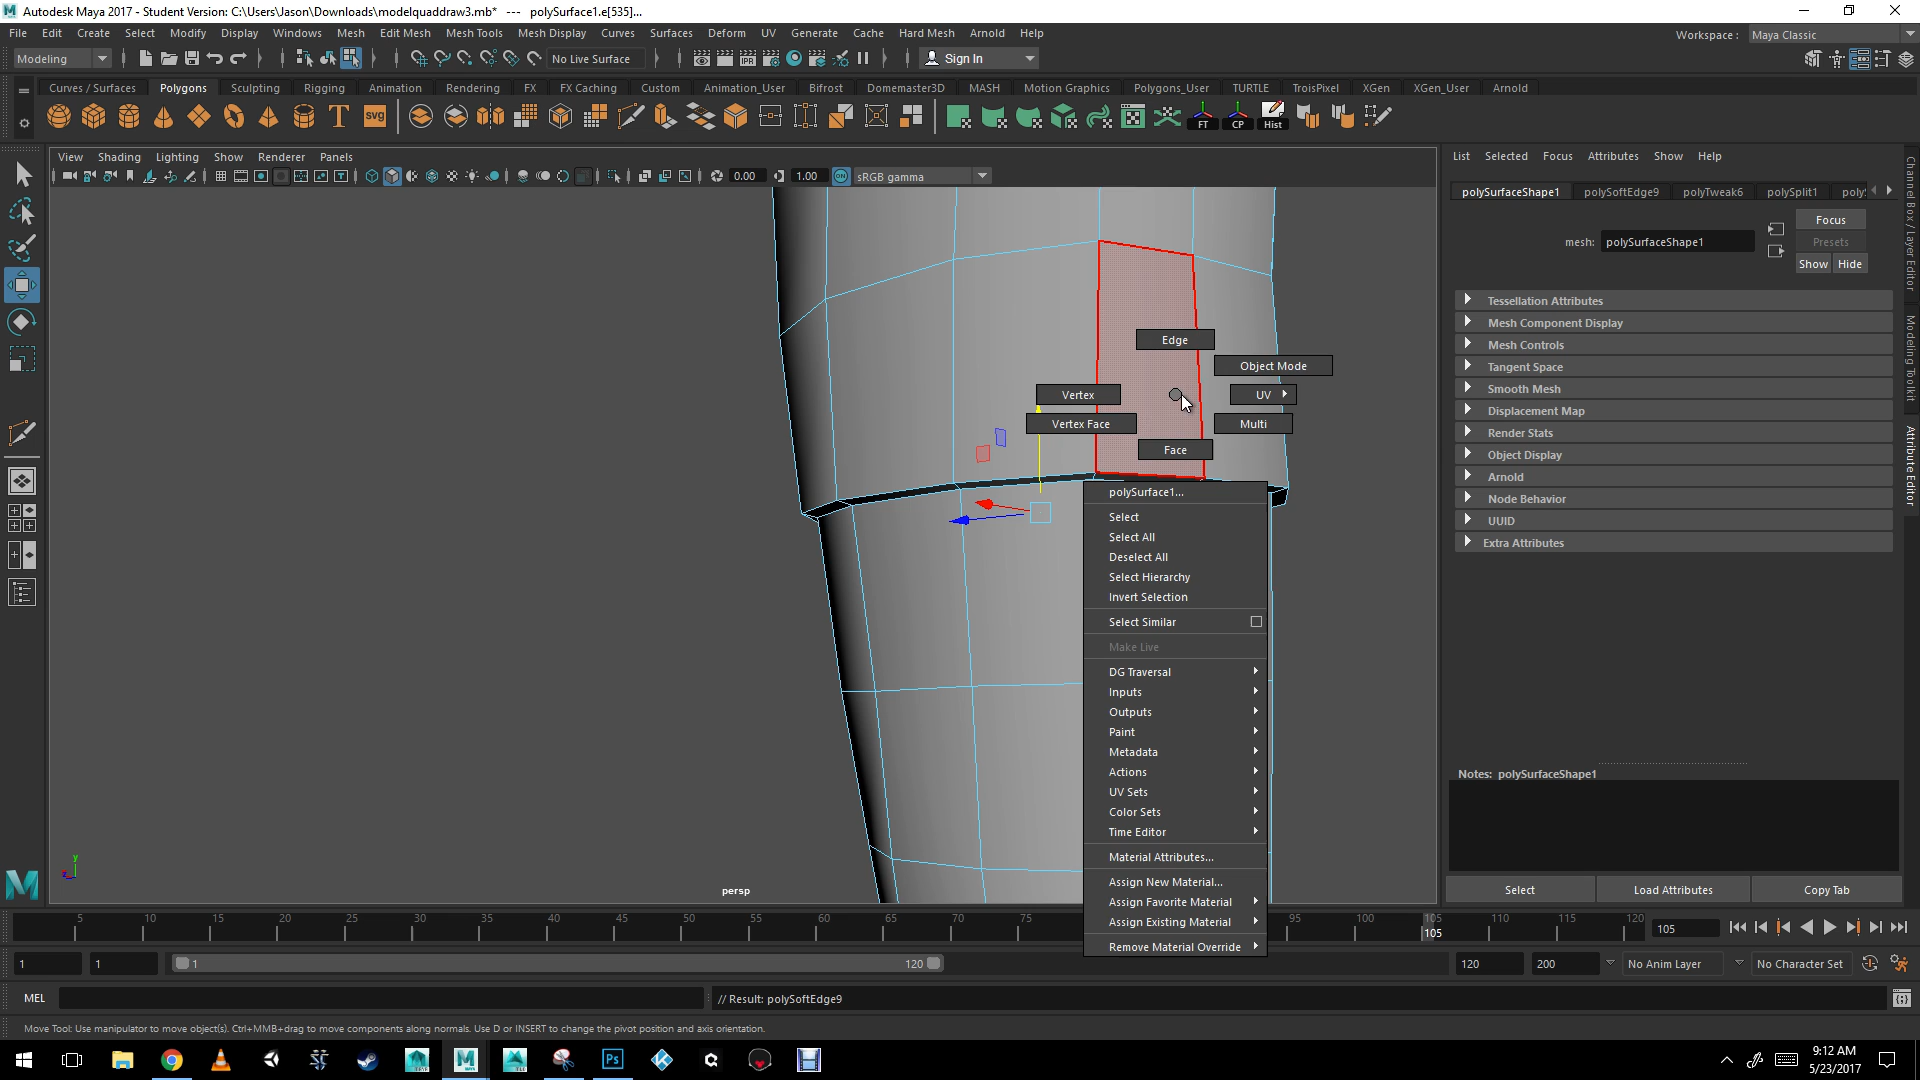 Autodesk Maya 2017 - Student Version: C:\Users\Jason\Downloads\modelquaddraw3.mb* --- polySurface1.e[535]...
File Edit Create Select Modify Display Windows Mesh Edit Mesh Mesh Tools Mesh Display Curves Surfaces Deform UV Generate Cache Hard Mesh Arnold Help
Workspace : Maya Classic
Modeling No Live Surface IPR Sign In
Curves / Surfaces Polygons Sculpting Rigging Animation Rendering FX FX Caching Custom Animation_User Bifrost Domemaster3D MASH Motion Graphics Polygons_User TURTLE TroisPixel XGen XGen_User Arnold
T SVG FT CP Hist
View Shading Lighting Show Renderer Panels
0.00 1.00 sRGB gamma
List Selected Focus Attributes Show Help
polySurfaceShape1 polySoftEdge9 polyTweak6 polySplit1 poly
Focus
mesh: polySurfaceShape1
Presets
Show Hide
Tessellation Attributes
Mesh Component Display
Mesh Controls
Tangent Space
Smooth Mesh
Displacement Map
Render Stats
Object Display
Arnold
Node Behavior
UUID
Extra Attributes
Notes: polySurfaceShape1
Select Load Attributes Copy Tab
Channel Box / Layer Editor
Modeling Toolkit
Attribute Editor
Edge
Object Mode
Vertex UV
Vertex Face Multi
Face
polySurface1...
Select
Select All
Deselect All
Select Hierarchy
Invert Selection
Select Similar
Make Live
DG Traversal
Inputs
Outputs
Paint
Metadata
Actions
UV Sets
Color Sets
Time Editor
Material Attributes...
Assign New Material...
Assign Favorite Material
Assign Existing Material
Remove Material Override
y
z
persp
5 10 15 20 25 30 35 40 45 50 55 60 65 70 75 95 100 105 110 115 120
105
105
1 1 1 120 120 200 No Anim Layer No Character Set
MEL // Result: polySoftEdge9
Move Tool: Use manipulator to move object(s). Ctrl+MMB+drag to move components along normals. Use D or INSERT to change the pivot position and axis orientation.
Ps
9:12 AM
5/23/2017